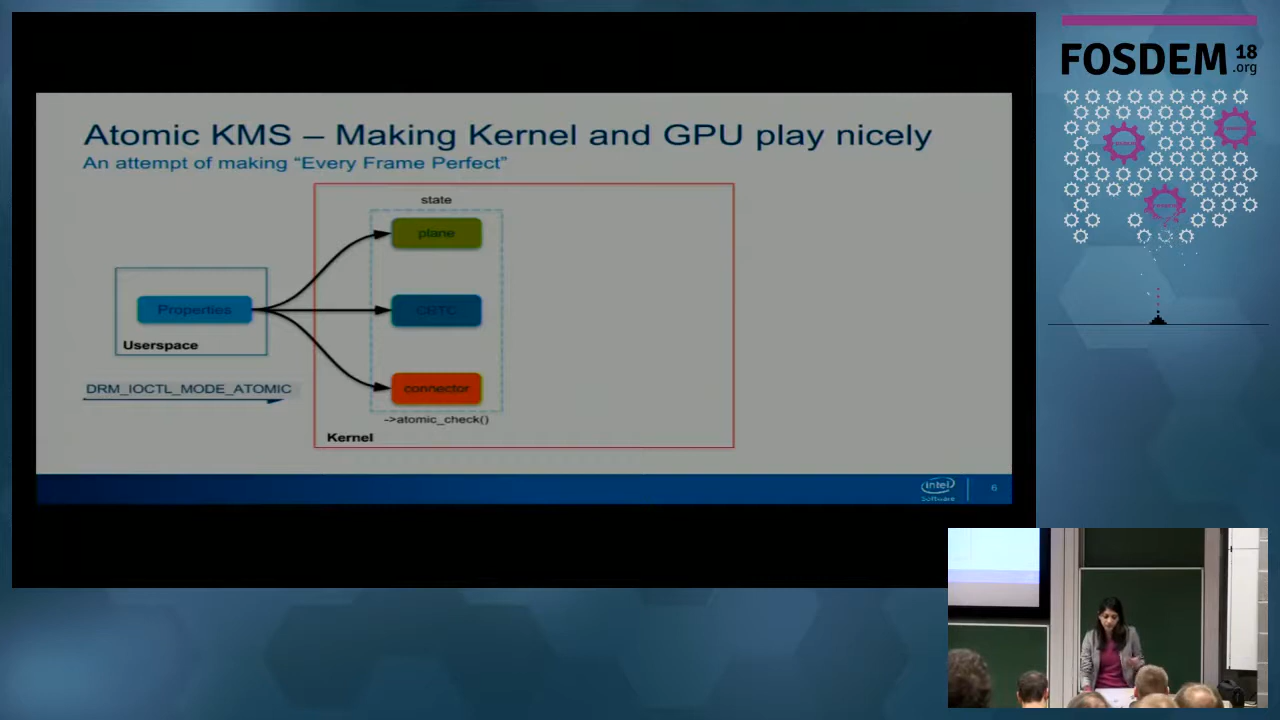 FOSDEM 18
.org
Atomic KMS – Making Kernel and GPU play nicely
An attempt of making “Every Frame Perfect”
state
plane
Properties
CRTC
Userspace
DRM_IOCTL_MODE_ATOMIC
connector
->atomic_check()
Kernel
intel
Software
6